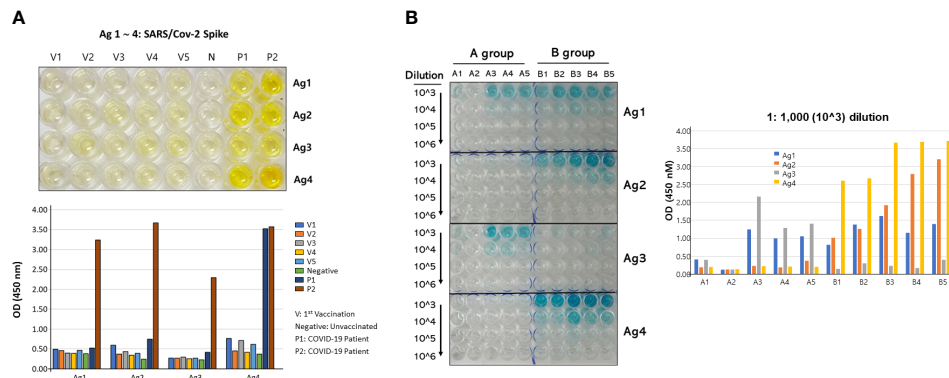 A
Ag 1 ~ 4: SARS/Cov-2 Spike
V1 V2 V3 V4 V5 N P1 P2
Ag1
Ag2
Ag3
Ag4
OD (450 nm)
4.00
3.50
3.00
2.50
2.00
1.50
1.00
0.50
0.00
Ag1 Ag2 Ag3 Ag4
V1
V2
V3
V4
V5
Negative
P1
P2
V: 1st Vaccination
Negative: Unvaccinated
P1: COVID-19 Patient
P2: COVID-19 Patient
B
A group B group
Dilution A1 A2 A3 A4 A5 B1 B2 B3 B4 B5
10^3
10^4
10^5
10^6
Ag1
10^3
10^4
10^5
10^6
Ag2
10^3
10^4
10^5
10^6
Ag3
10^3
10^4
10^5
10^6
Ag4
1: 1,000 (10^3) dilution
OD (450 nM)
4.00
3.50
3.00
2.50
2.00
1.50
1.00
0.50
0.00
Ag1
Ag2
Ag3
Ag4
A1 A2 A3 A4 A5 B1 B2 B3 B4 B5